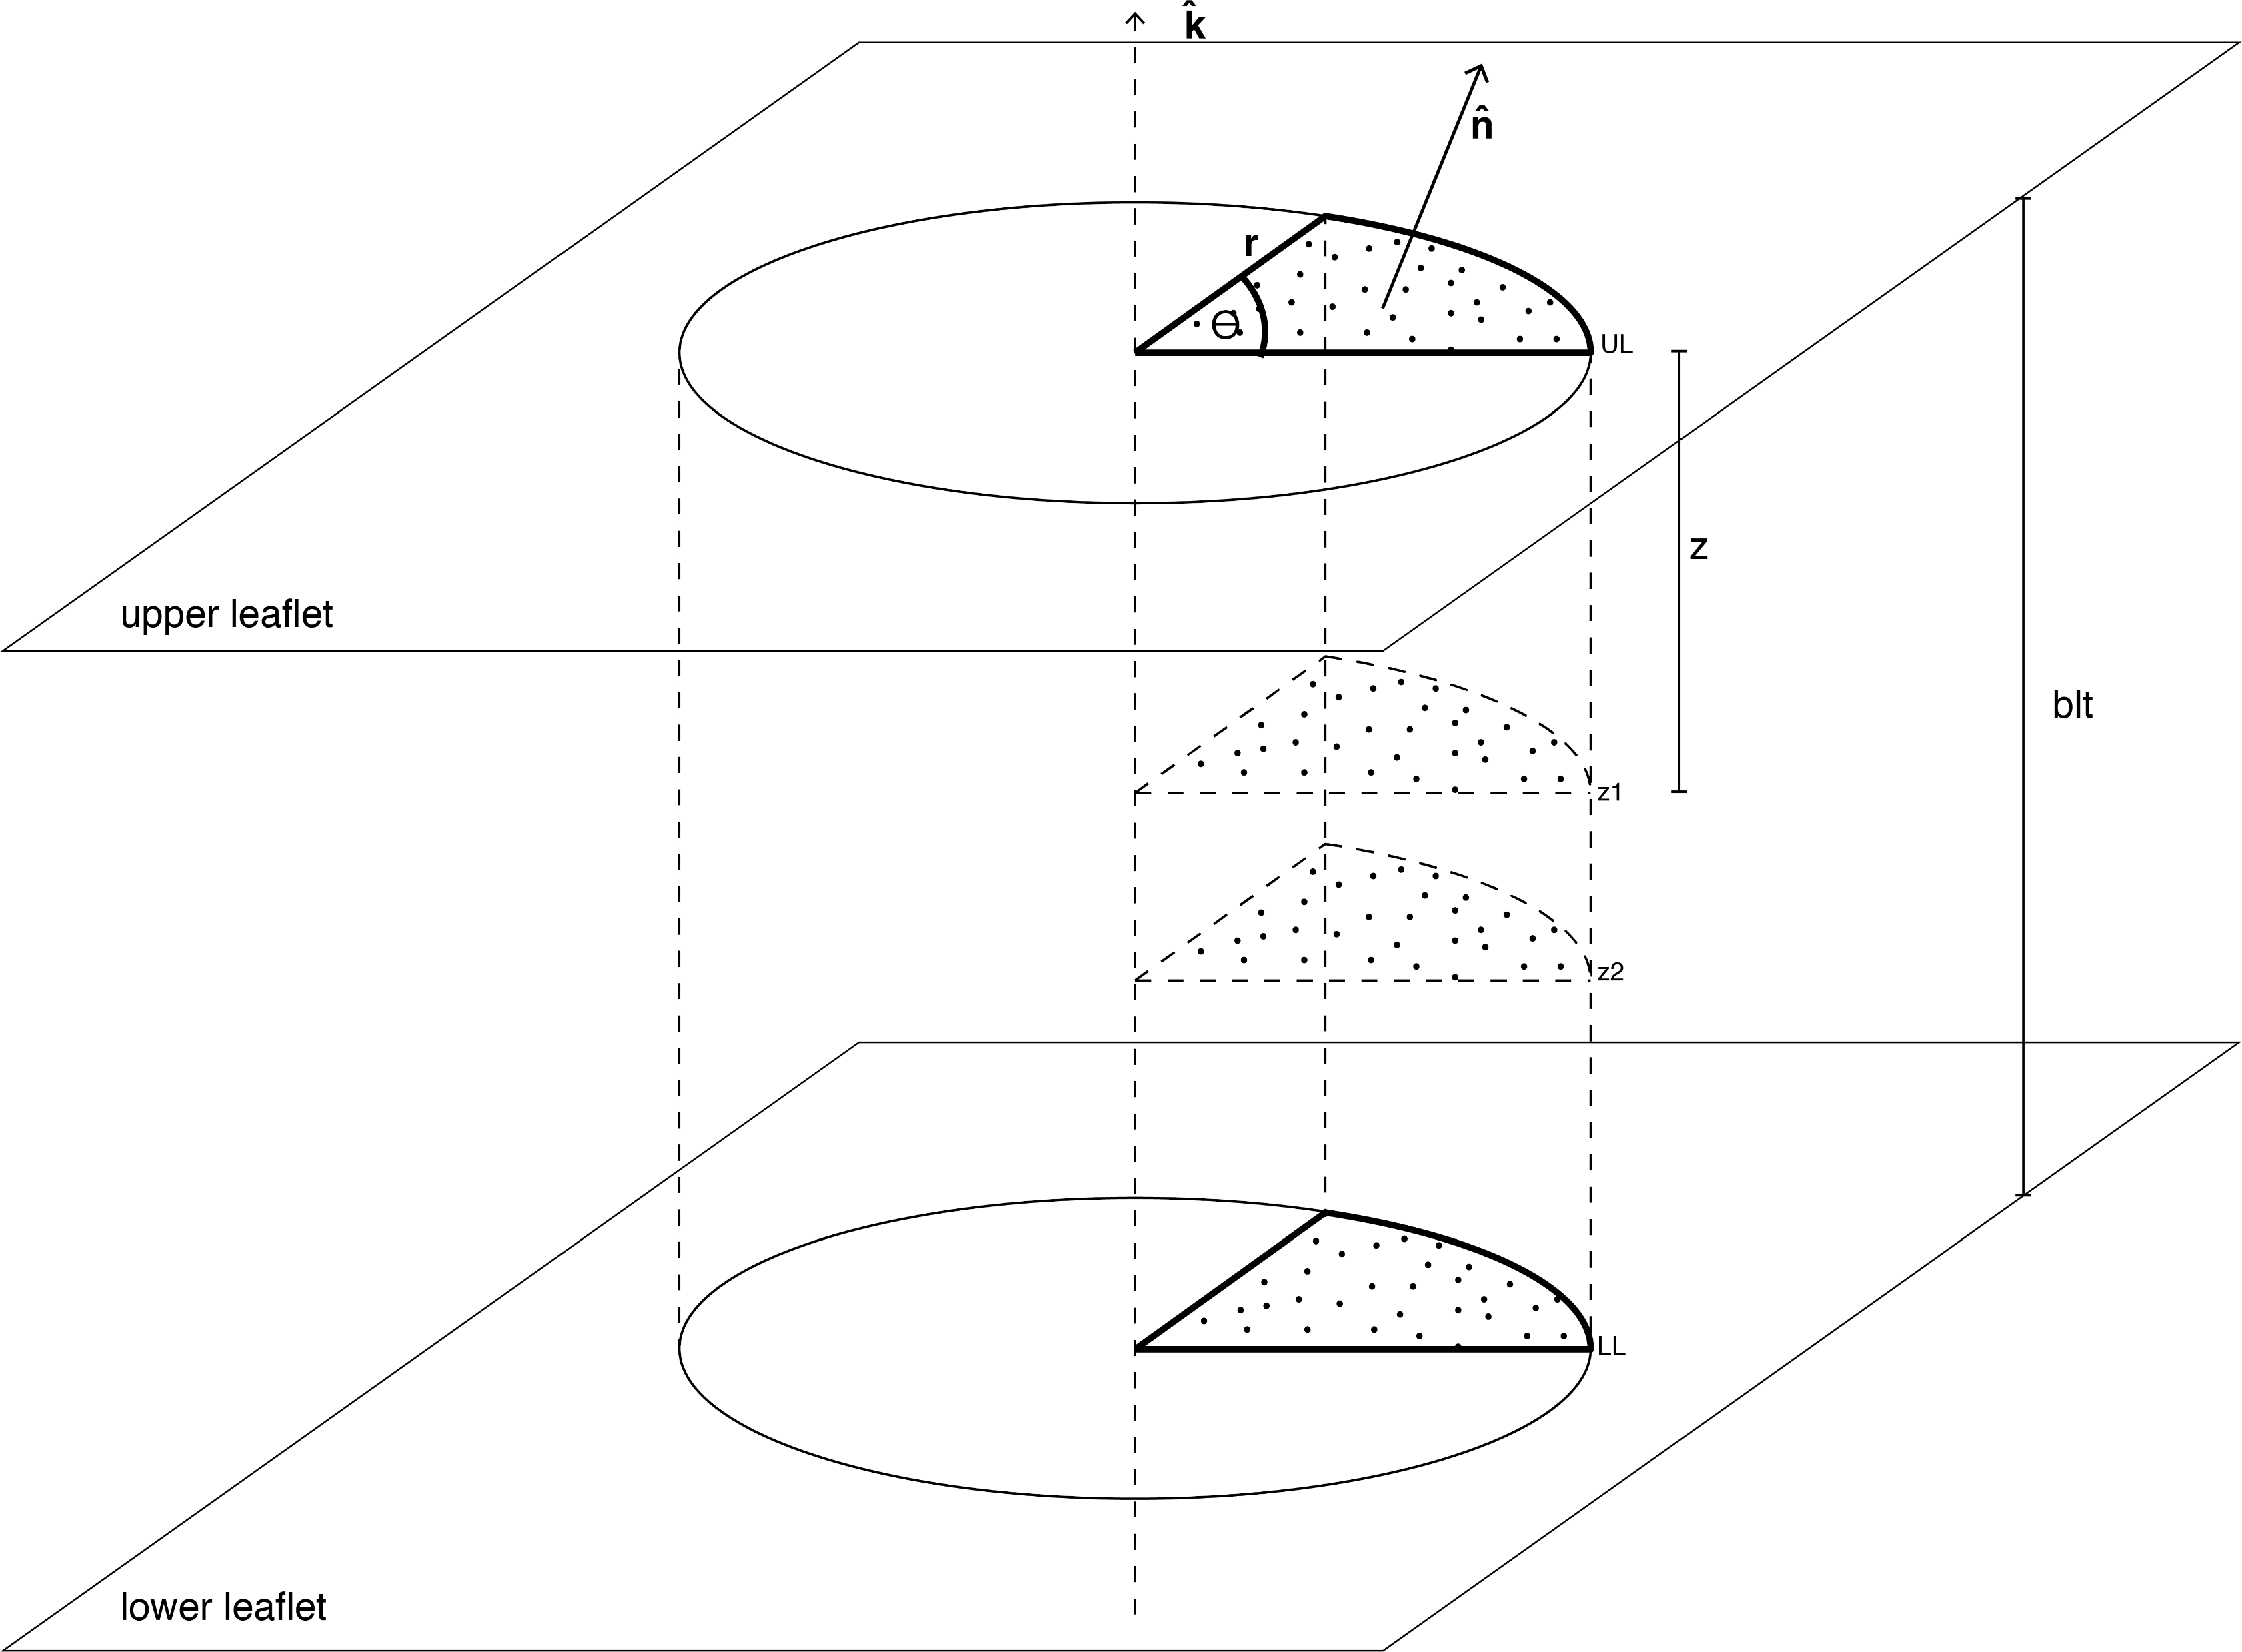 k̂
n̂
r
Θ
UL
z
upper leaflet
blt
z1
z2
LL
lower leaflet